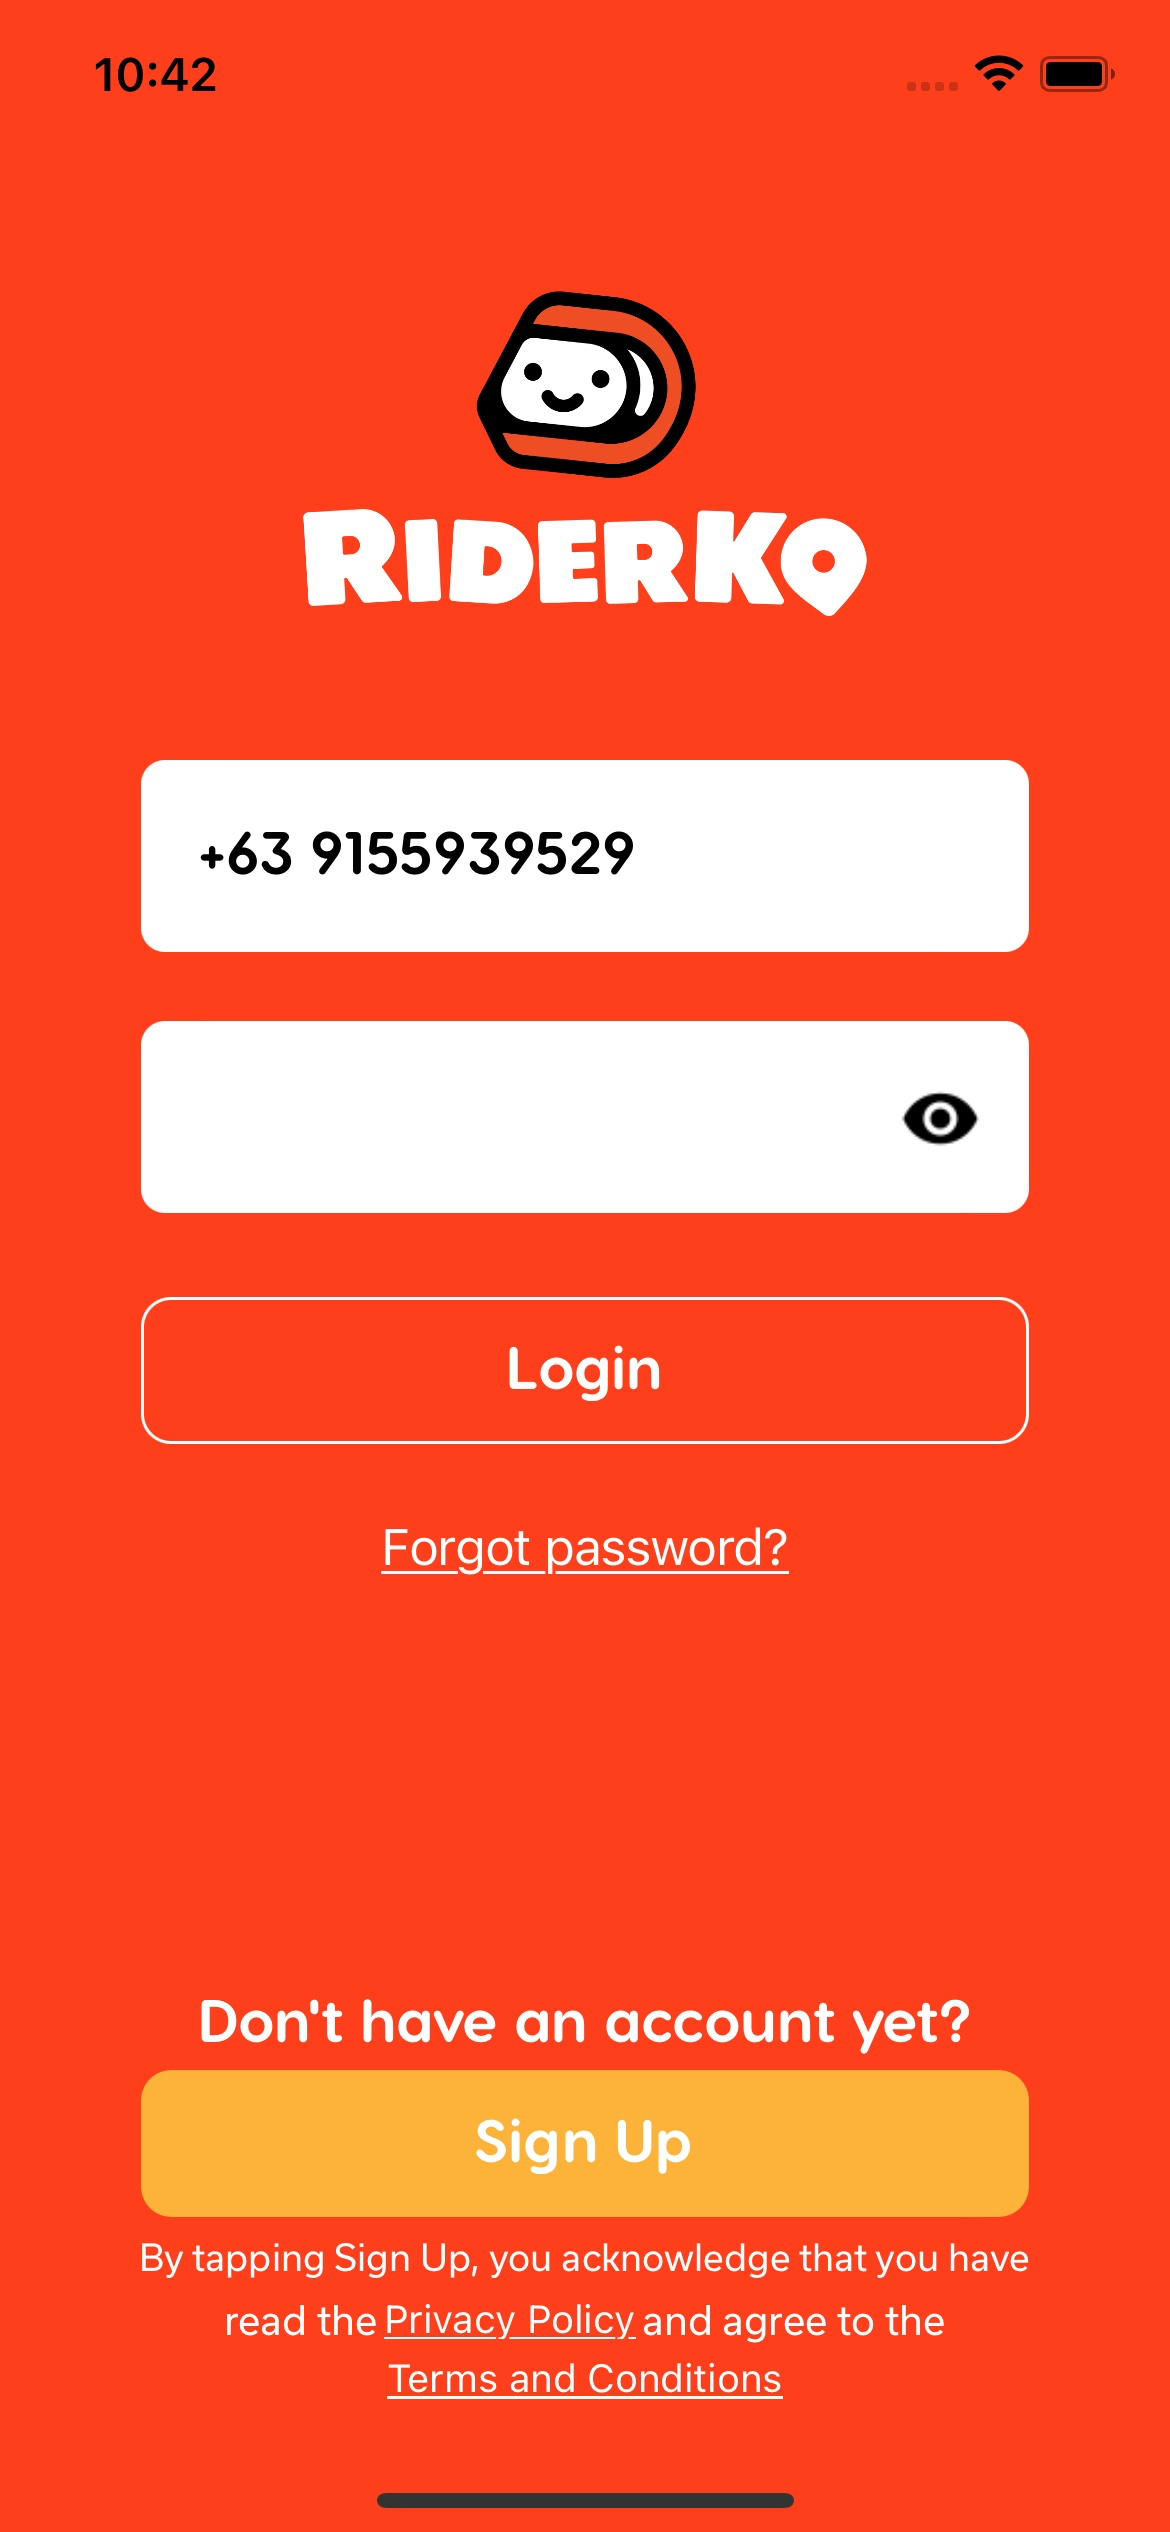 10:42
RIDERKO
+63 9155939529
Login
Forgot password?
Don't have an account yet?
Sign Up
By tapping Sign Up, you acknowledge that you have
read the Privacy Policy and agree to the
Terms and Conditions